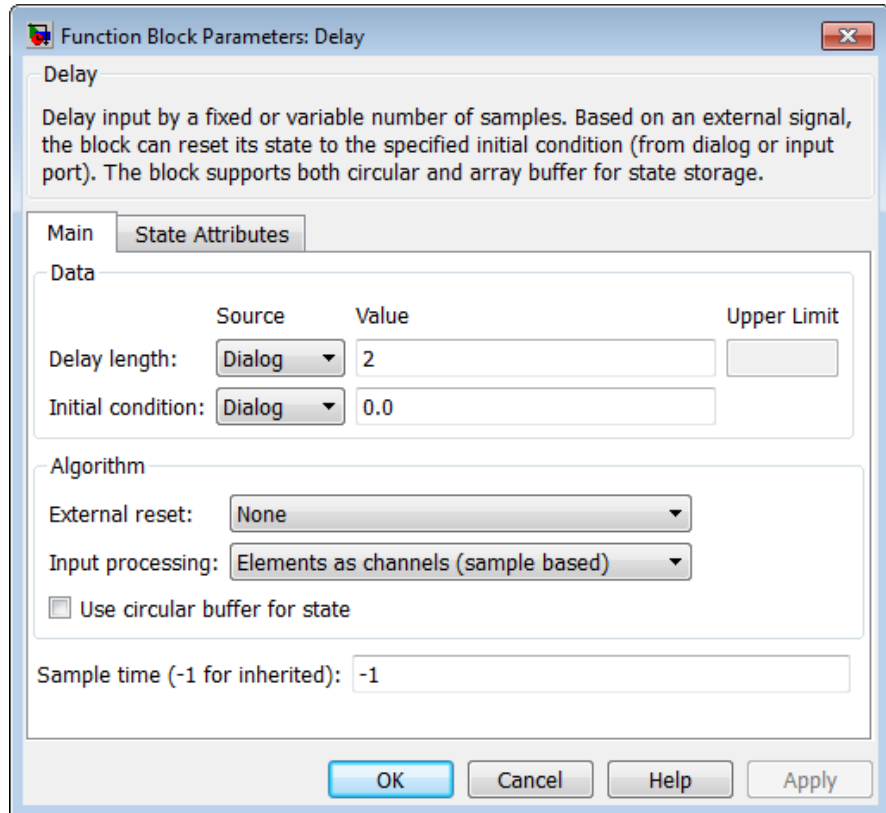 Function Block Parameters: Delay
Delay
Delay input by a fixed or variable number of samples. Based on an external signal,
the block can reset its state to the specified initial condition (from dialog or input
port). The block supports both circular and array buffer for state storage.
Main State Attributes
Data
Source Value Upper Limit
Delay length: Dialog 2
Initial condition: Dialog 0.0
Algorithm
External reset: None
Input processing: Elements as channels (sample based)
Use circular buffer for state
Sample time (-1 for inherited): -1
OK Cancel Help Apply